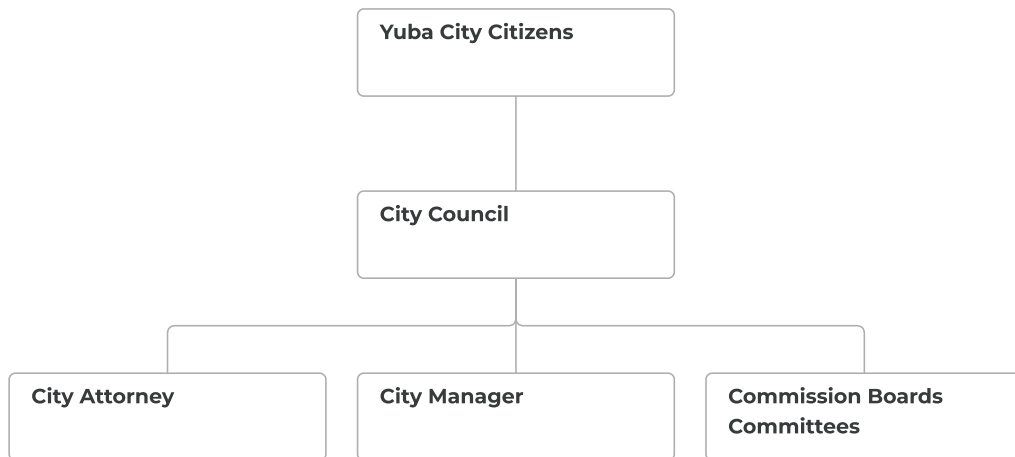 Yuba City Citizens
City Council
City Attorney
City Manager
Commission Boards
Committees